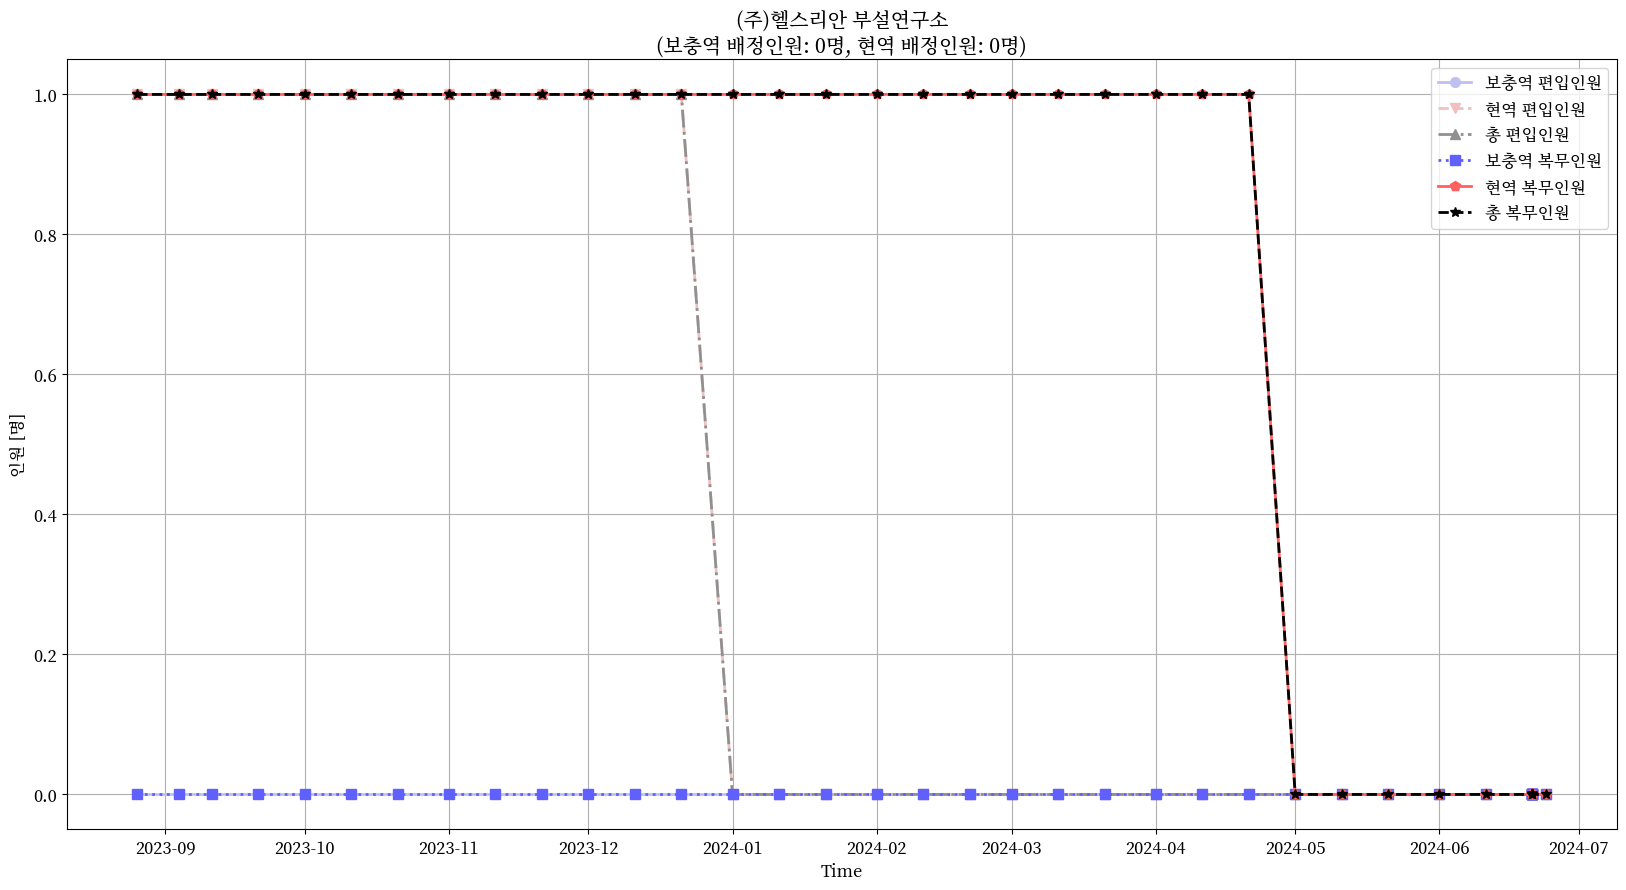 (주)헬스리안 부설연구소
(보충역 배정인원: 0명, 현역 배정인원: 0명)
보충역 편입인원
현역 편입인원
총 편입인원
보충역 복무인원
현역 복무인원
총 복무인원
인원 [명]
1.0
0.8
0.6
0.4
0.2
0.0
2023-09 2023-10 2023-11 2023-12 2024-01 2024-02 2024-03 2024-04 2024-05 2024-06 2024-07
Time